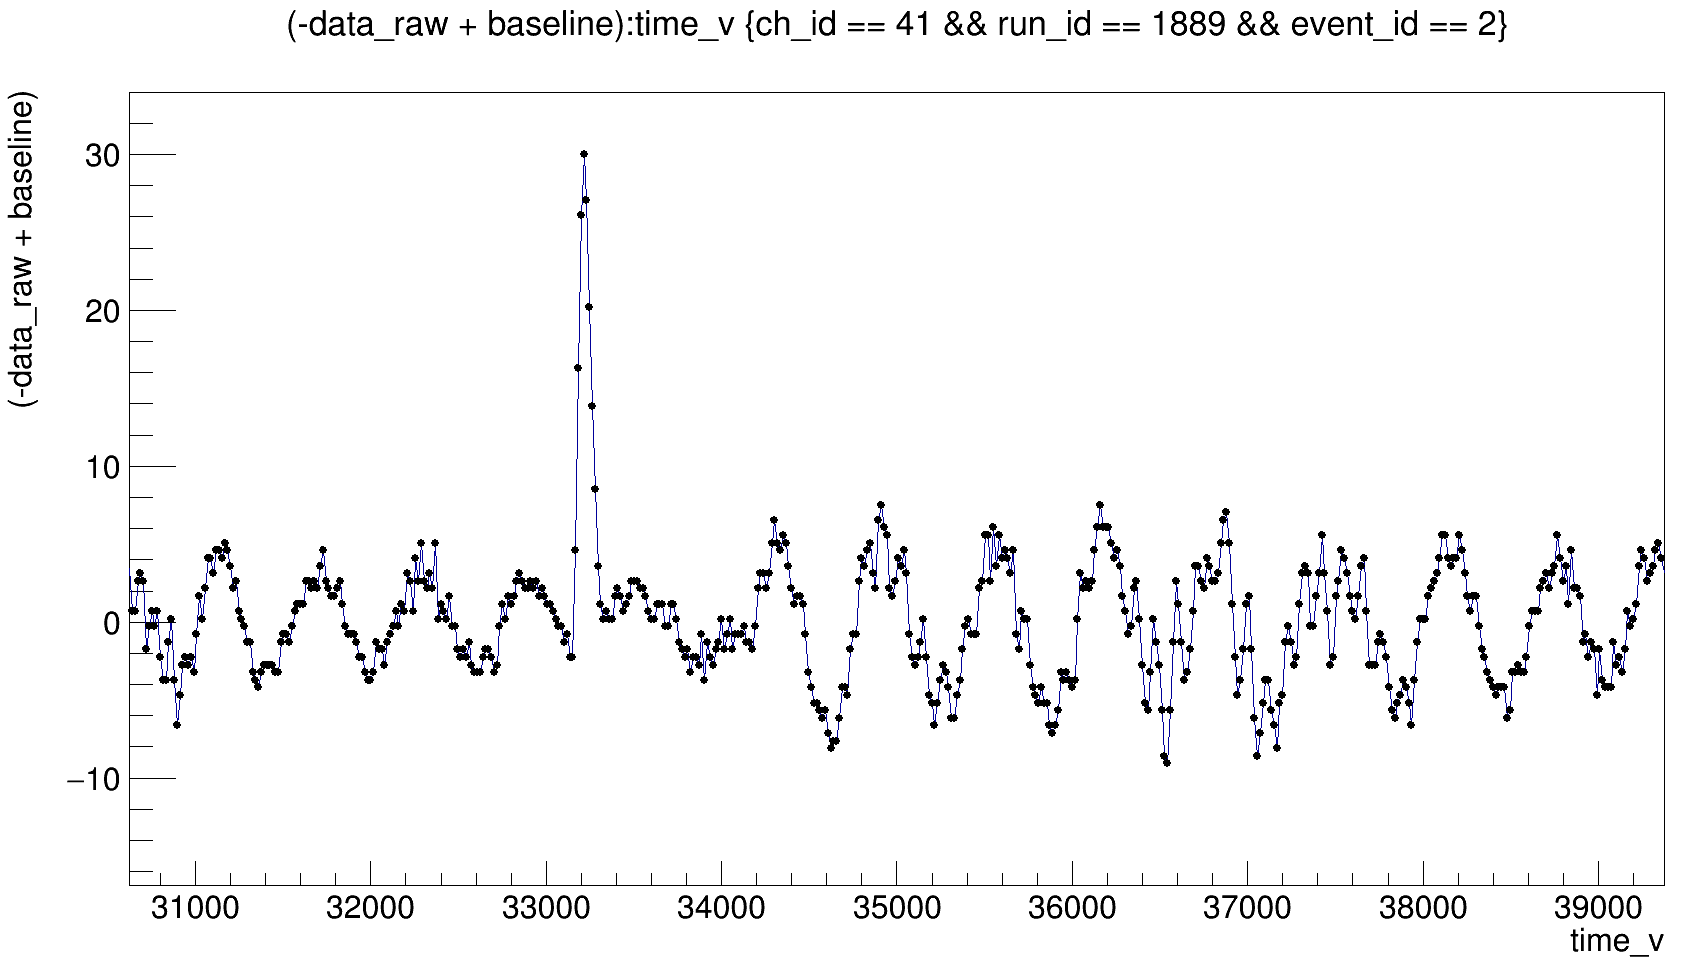 (-data_raw + baseline):time_v {ch_id == 41 && run_id == 1889 && event_id == 2}
(-data_raw + baseline)
30
20
10
0
−10
31000 32000 33000 34000 35000 36000 37000 38000 39000
time_v